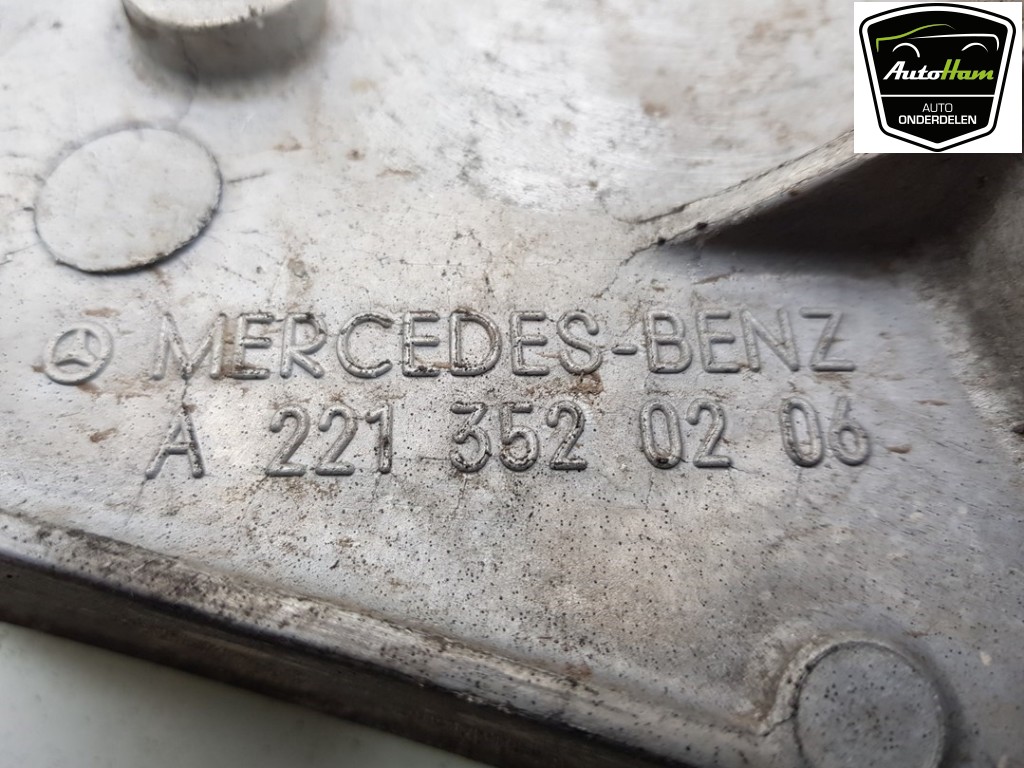 AutoHam
AUTO
ONDERDELEN
MERCEDES-BENZ
A 221 352 02 06